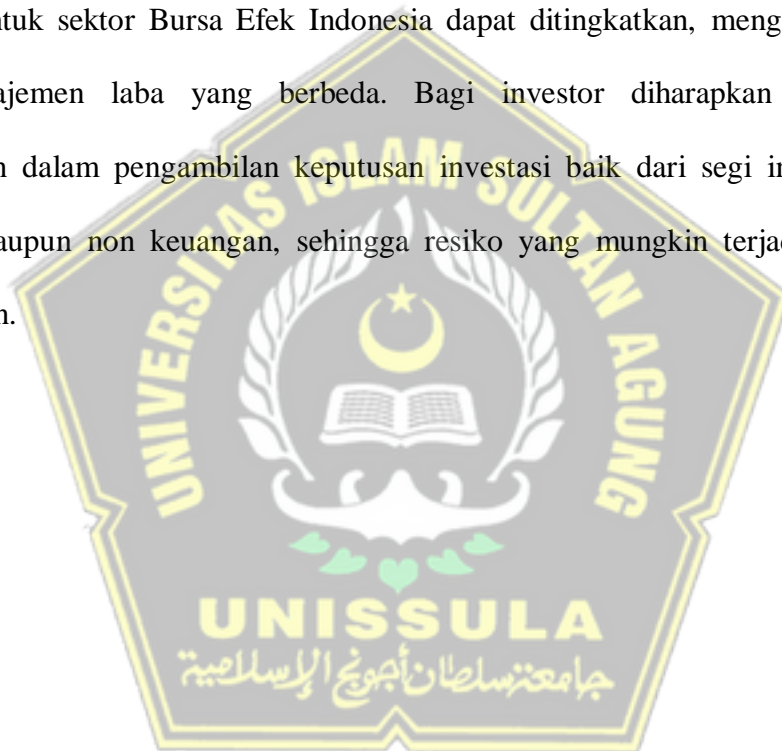 ntuk sektor Bursa Efek Indonesia dapat ditingkatkan, meng
ajemen laba yang berbeda. Bagi investor diharapkan
n dalam pengambilan keputusan investasi baik dari segi in
aupun non keuangan, sehingga resiko yang mungkin terjad
n.
UNIVERSITAS ISLAM SULTAN AGUNG
UNISSULA
جامعة سلطان أجونج الإسلامية